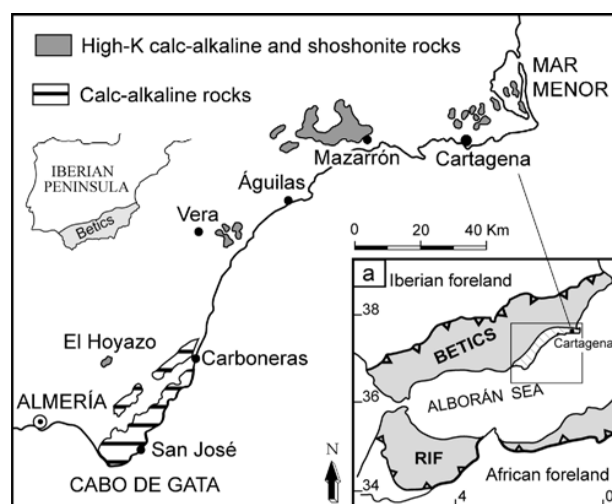 High-K calc-alkaline and shoshonite rocks
Calc-alkaline rocks
MAR
MENOR
IBERIAN
PENINSULA
Betics
Mazarrón
Cartagena
Águilas
Vera
0 20 40 Km
a
Iberian foreland
38
BETICS
Cartagena
El Hoyazo
Carboneras
ALMERÍA
ALBORÁN SEA
36
San José
CABO DE GATA
N
RIF
African foreland
34
4
0